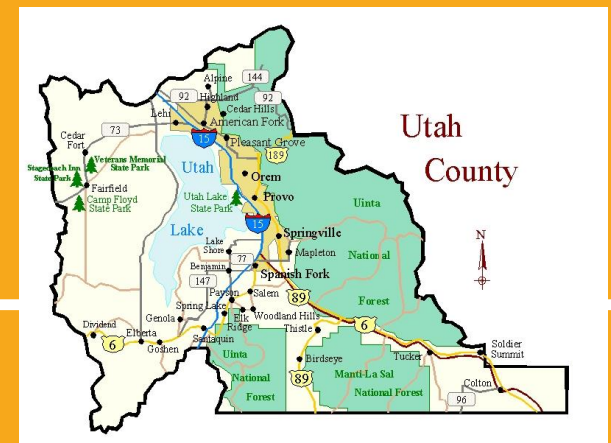 Utah
County
Alpine
144
92
Highland
92
Cedar Hills
Lehi
American Fork
73
15
Pleasant Grove
Cedar
Fort
189
Veterans Memorial
State Park
Stagecoach Inn
State Park
Utah
Orem
Fairfield
Camp Floyd
State Park
Utah Lake
State Park
Provo
Uinta
15
Lake
Springville
N
Lake
Shore
Mapleton
National
77
Benjamin
Spanish Fork
147
Payson
Salem
89
Forest
Spring Lake
Genola
Elk
Ridge
Woodland Hills
Dividend
Elberta
Thistle
6
6
Goshen
Santaquin
Soldier
Summit
Uinta
Birdseye
Tucker
National
89
Manti-La Sal
Colton
Forest
National Forest
96